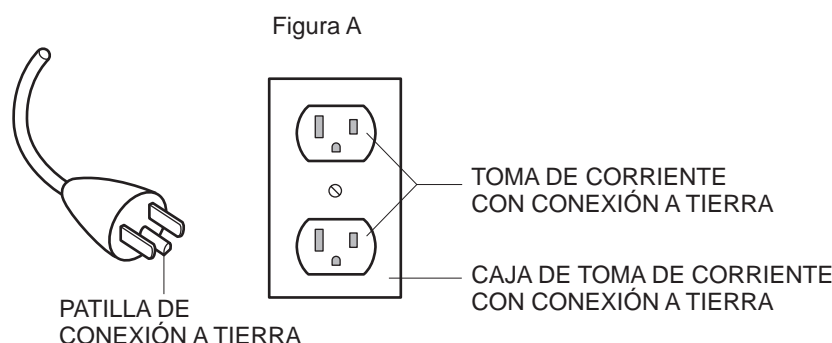 Figura A
TOMA DE CORRIENTE
CON CONEXIÓN A TIERRA
CAJA DE TOMA DE CORRIENTE
CON CONEXIÓN A TIERRA
PATILLA DE
CONEXIÓN A TIERRA